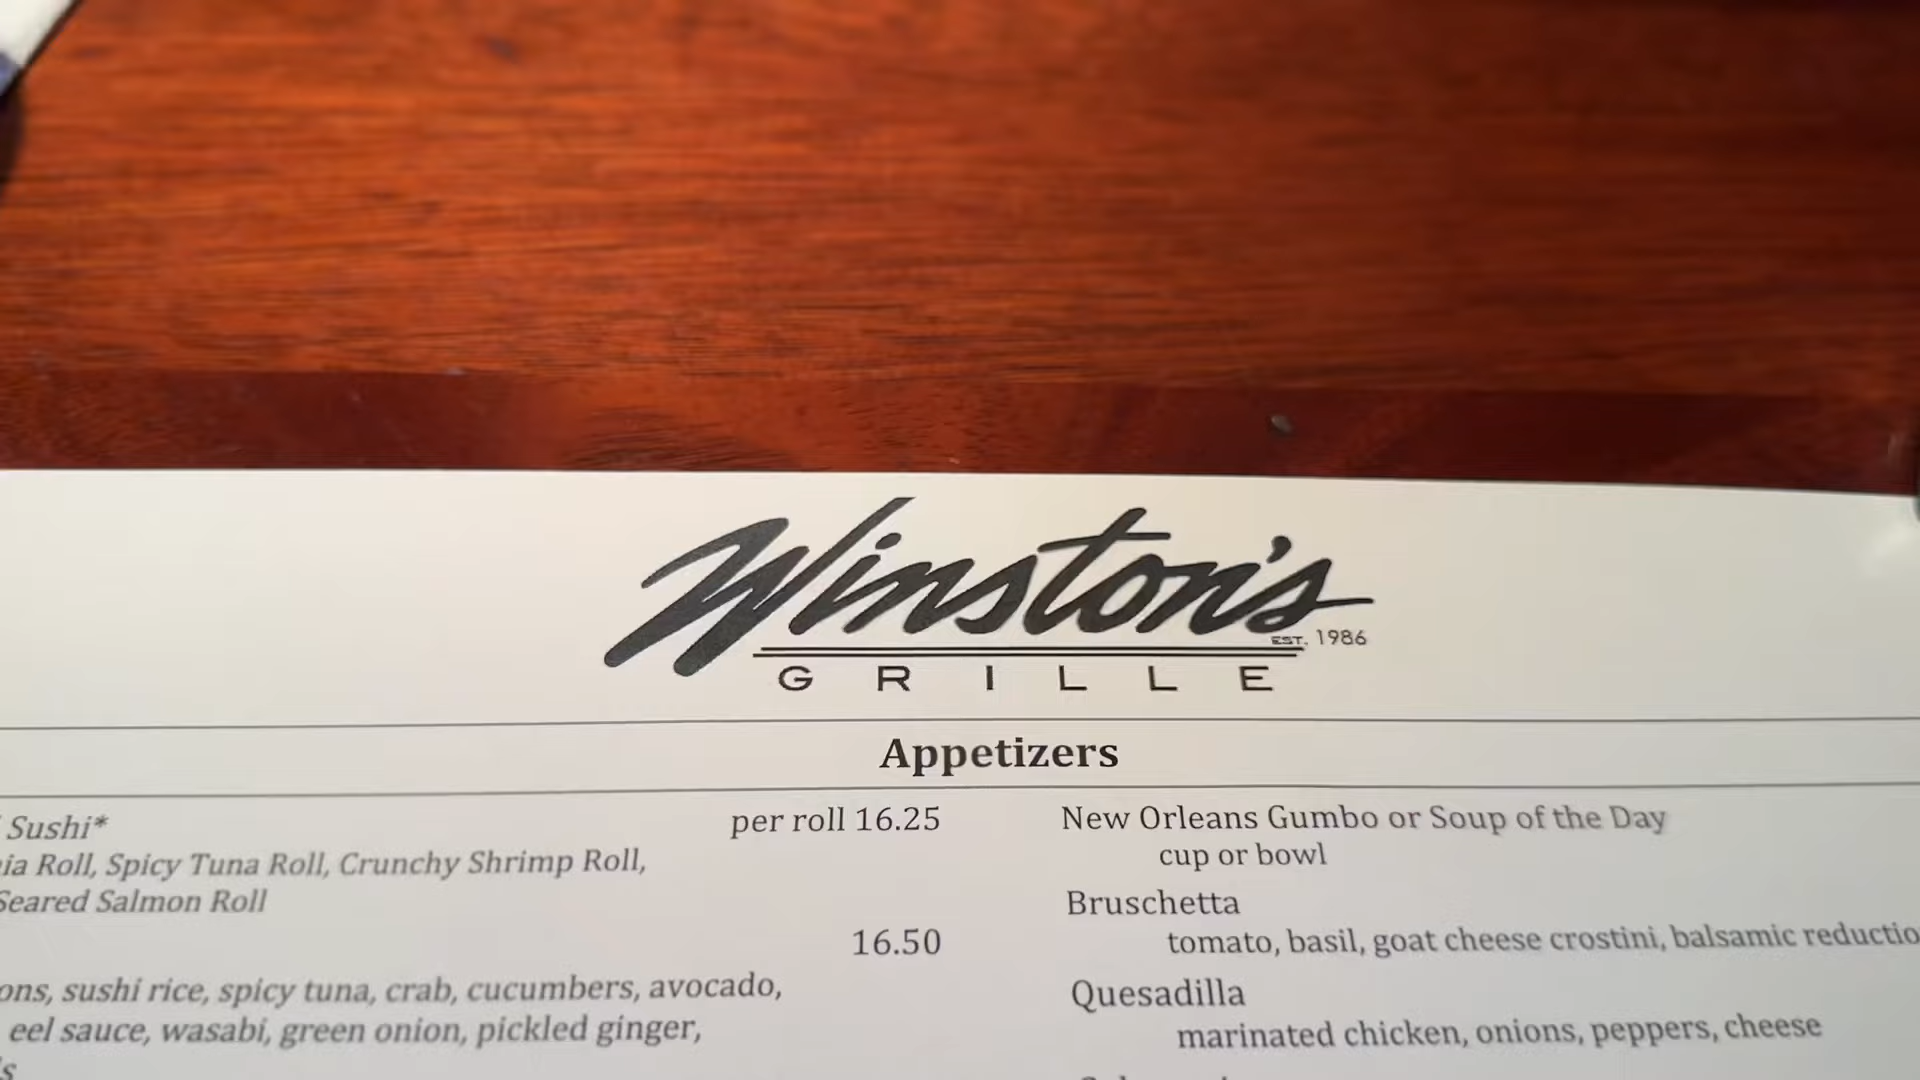 Winston's
EST. 1986
GRILLE
Appetizers
Sushi* per roll 16.25
Roll, Spicy Tuna Roll, Crunchy Shrimp Roll,
Seared Salmon Roll
16.50
sushi rice, spicy tuna, crab, cucumbers, avocado,
eel sauce, wasabi, green onion, pickled ginger,
New Orleans Gumbo or Soup of the Day
cup or bowl
Bruschetta
tomato, basil, goat cheese crostini, balsamic reductio
Quesadilla
marinated chicken, onions, peppers, cheese